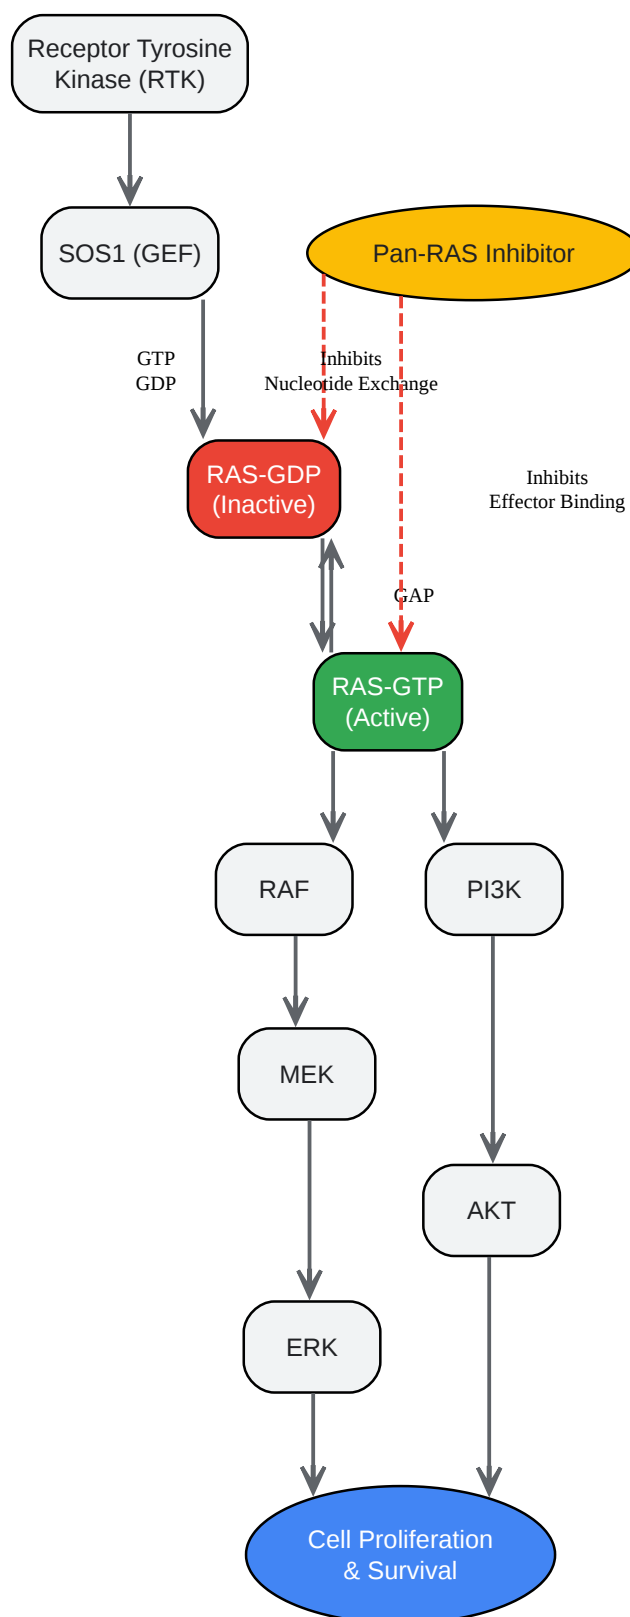 Receptor Tyrosine
Kinase (RTK)
SOS1 (GEF)
Pan-RAS Inhibitor
GTP
GDP
Inhibits
Nucleotide Exchange
RAS-GDP
(Inactive)
Inhibits
Effector Binding
GAP
RAS-GTP
(Active)
RAF
PI3K
MEK
AKT
ERK
Cell Proliferation
& Survival